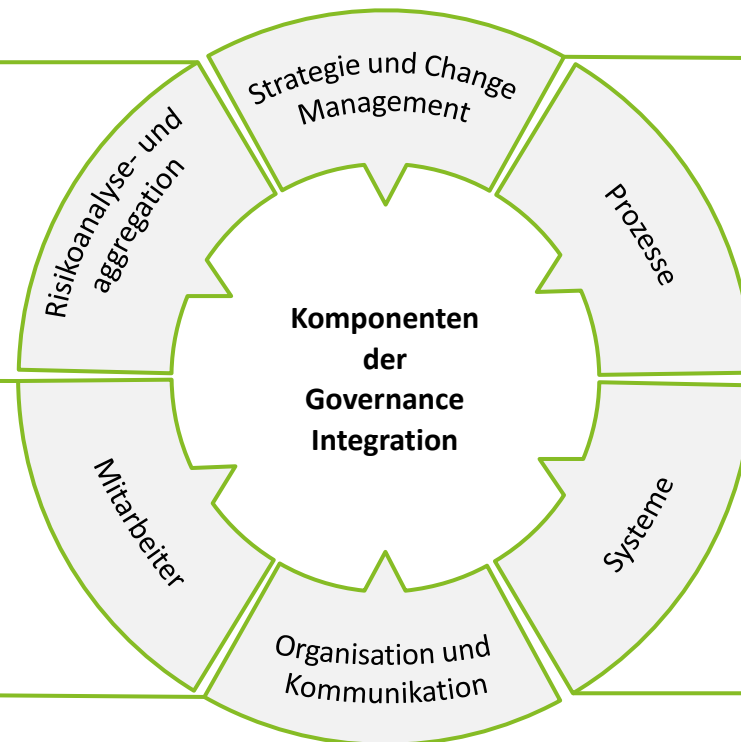 Strategie und Change
Management
Prozesse
Systeme
Organisation und
Kommunikation
Mitarbeiter
Risikoanalyse- und
aggregation
Komponenten
der
Governance
Integration